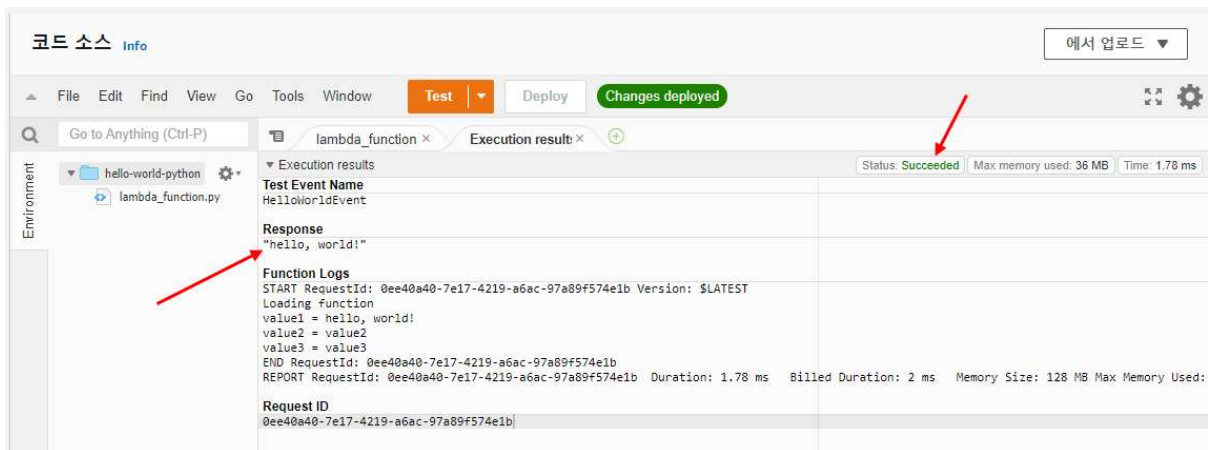 코드 소스 Info
에서 업로드 ▼
File Edit Find View Go Tools Window Test Deploy Changes deployed
Go to Anything (Ctrl-P)
lambda_function ×
Execution results ×
Environment
hello-world-python
lambda_function.py
▼ Execution results
Status: Succeeded
Max memory used: 36 MB
Time: 1.78 ms
Test Event Name
HelloWorldEvent
Response
"hello, world!"
Function Logs
START RequestId: 0ee40a40-7e17-4219-a6ac-97a89f574e1b Version: $LATEST
Loading function
value1 = hello, world!
value2 = value2
value3 = value3
END RequestId: 0ee40a40-7e17-4219-a6ac-97a89f574e1b
REPORT RequestId: 0ee40a40-7e17-4219-a6ac-97a89f574e1b Duration: 1.78 ms Billed Duration: 2 ms Memory Size: 128 MB Max Memory Used:
Request ID
0ee40a40-7e17-4219-a6ac-97a89f574e1b